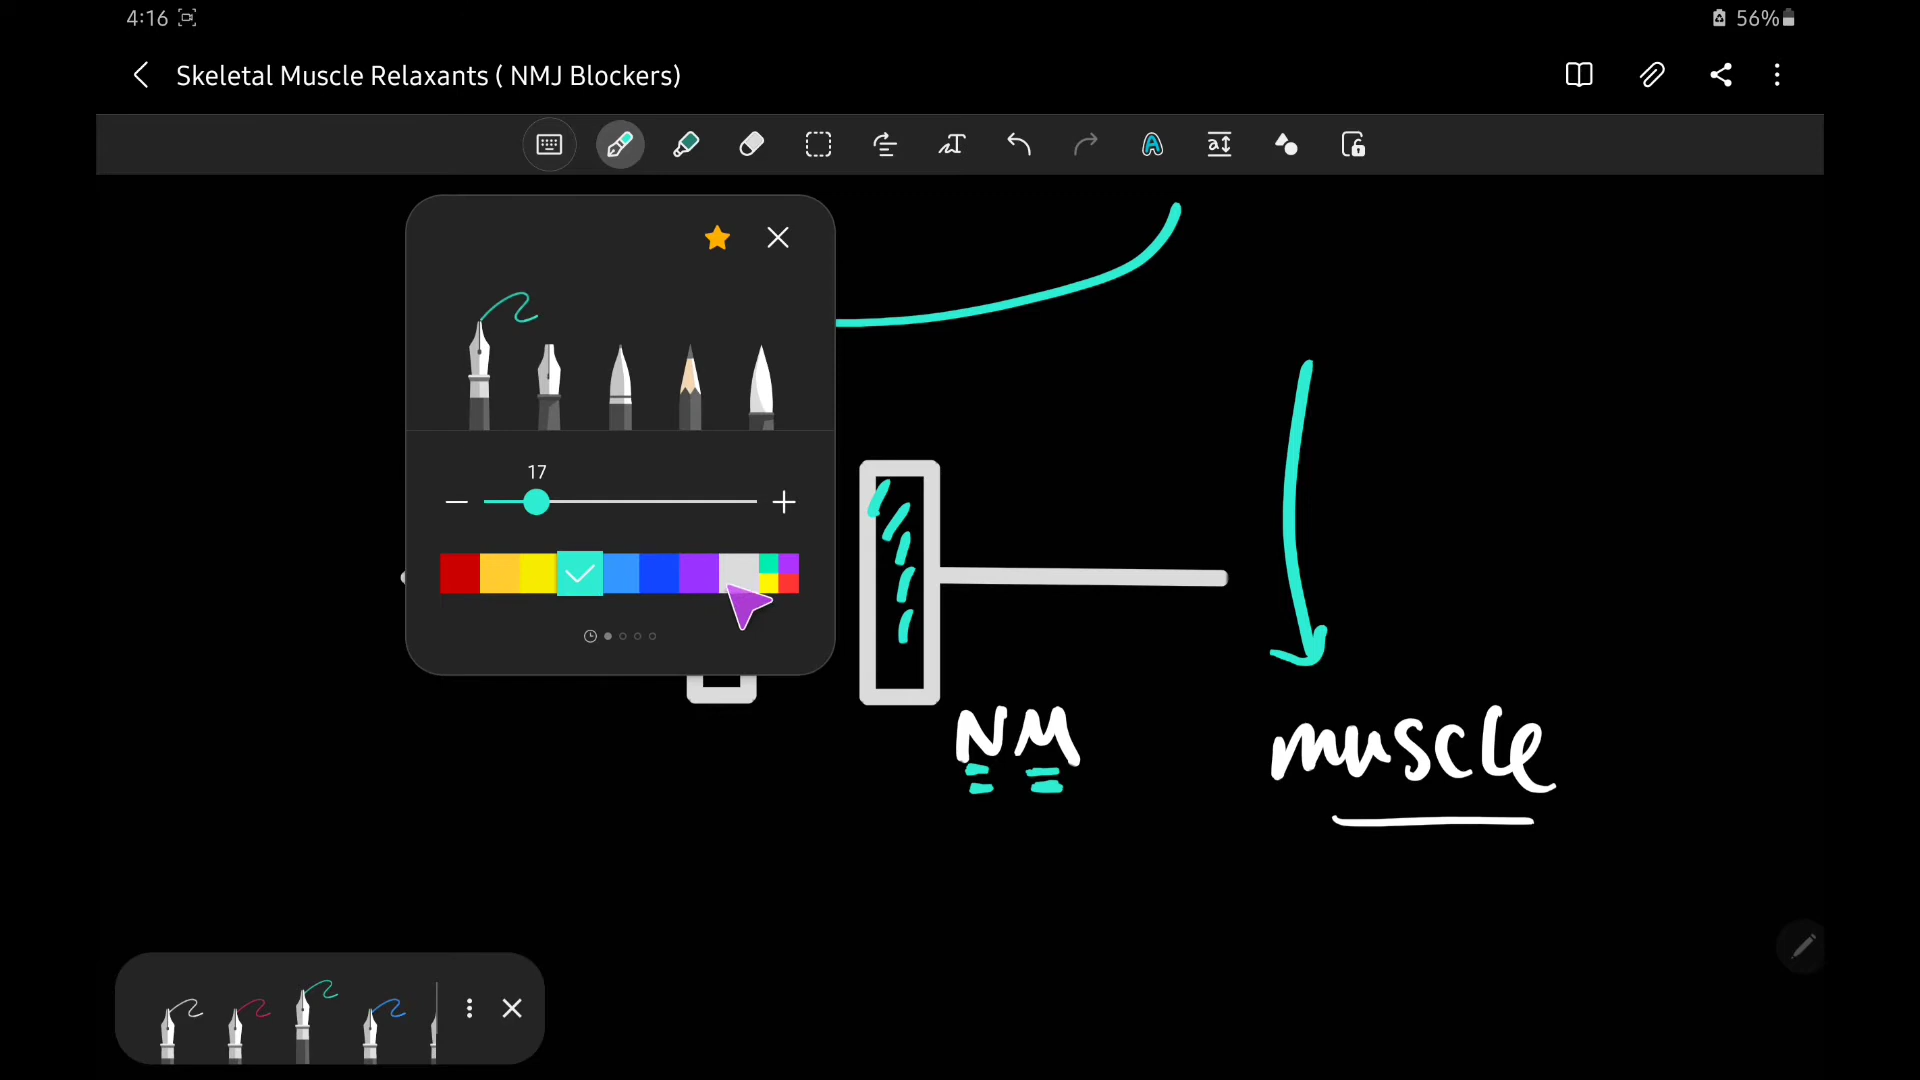 4:16
56%
Skeletal Muscle Relaxants ( NMJ Blockers)
17
NM
muscle